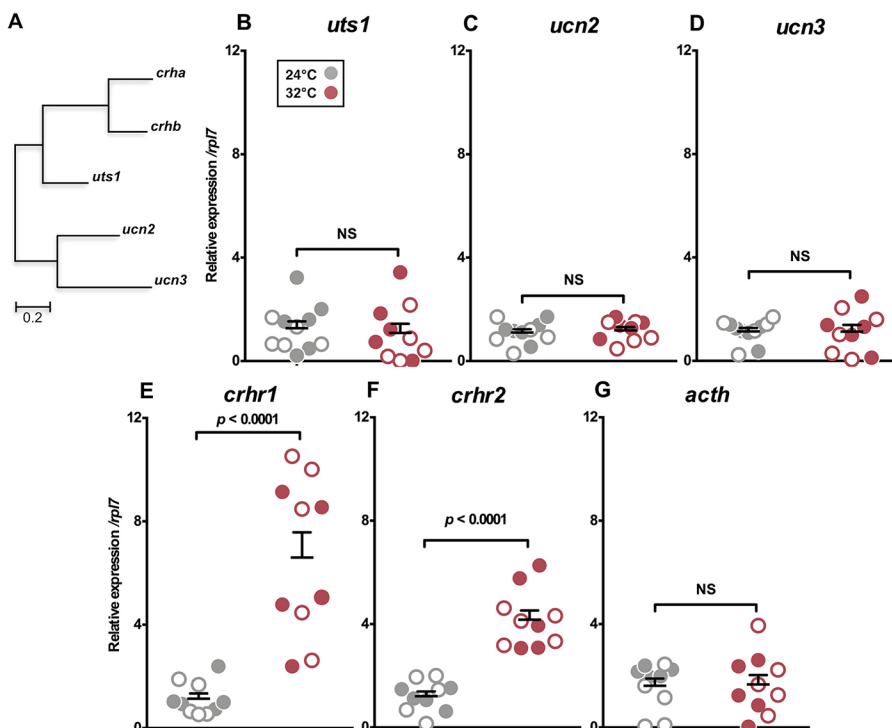 A
B
uts1
C
ucn2
D
ucn3
crha
crhb
uts1
ucn2
ucn3
0.2
24°C
32°C
Relative expression /rpl7
12
8
4
0
NS
12
8
4
0
NS
12
8
4
0
NS
E
crhr1
F
crhr2
G
acth
Relative expression /rpl7
12
8
4
0
p < 0.0001
12
8
4
0
p < 0.0001
12
8
4
0
NS